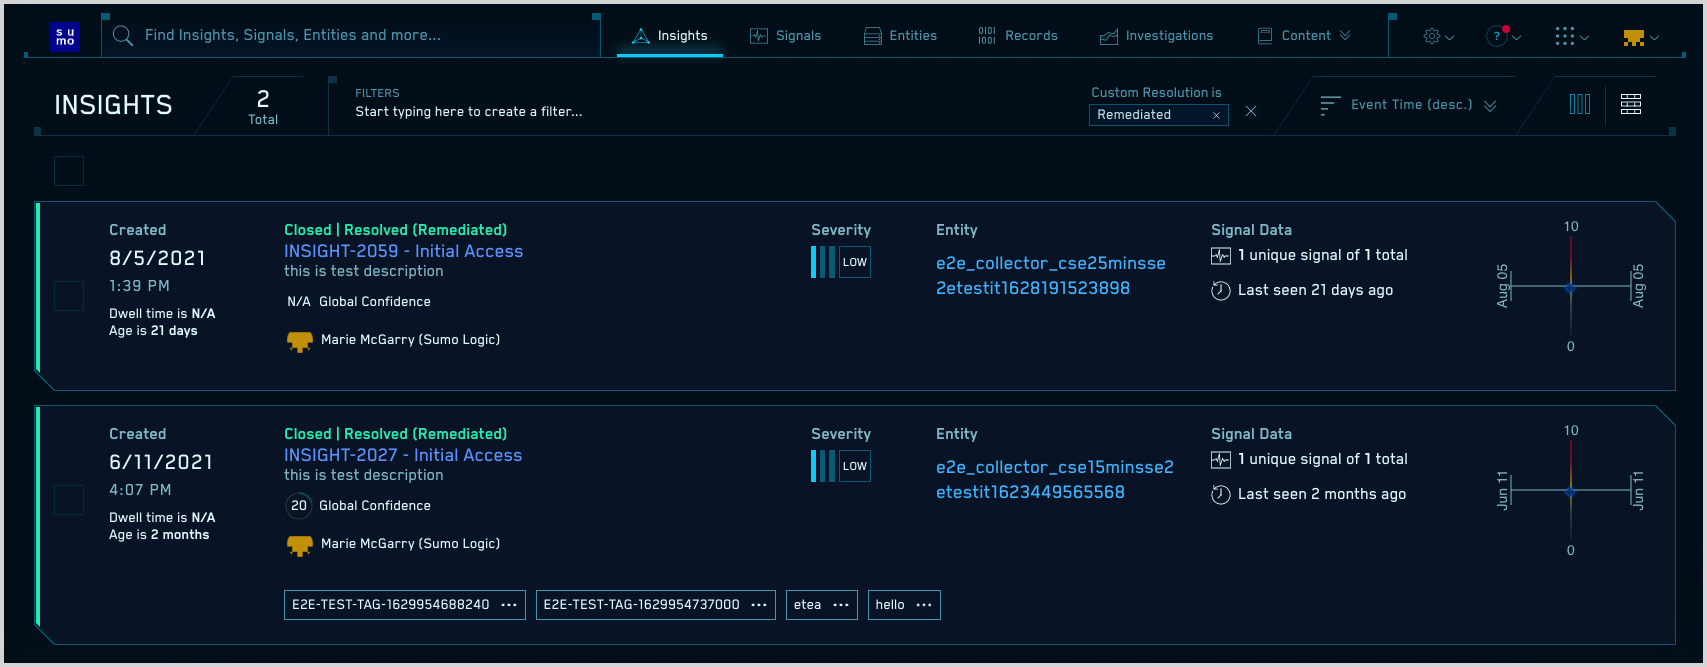 su
mo
Find Insights, Signals, Entities and more...
Insights
Signals
Entities
Records
Investigations
Content
?
INSIGHTS
2
Total
FILTERS
Start typing here to create a filter...
Custom Resolution is
Remediated
Event Time (desc.)
Created
8/5/2021
1:39 PM
Dwell time is N/A
Age is 21 days
Closed | Resolved (Remediated)
INSIGHT-2059 - Initial Access
this is test description
N/A Global Confidence
Marie McGarry (Sumo Logic)
Severity
LOW
Entity
e2e_collector_cse25minsse
2etestit1628191523898
Signal Data
1 unique signal of 1 total
Last seen 21 days ago
10
Aug 05
Aug 05
0
Created
6/11/2021
4:07 PM
Dwell time is N/A
Age is 2 months
Closed | Resolved (Remediated)
INSIGHT-2027 - Initial Access
this is test description
20 Global Confidence
Marie McGarry (Sumo Logic)
E2E-TEST-TAG-1629954688240 ...
E2E-TEST-TAG-1629954737000 ...
etea ...
hello ...
Severity
LOW
Entity
e2e_collector_cse15minsse2
etestit1623449565568
Signal Data
1 unique signal of 1 total
Last seen 2 months ago
10
Jun 11
Jun 11
0